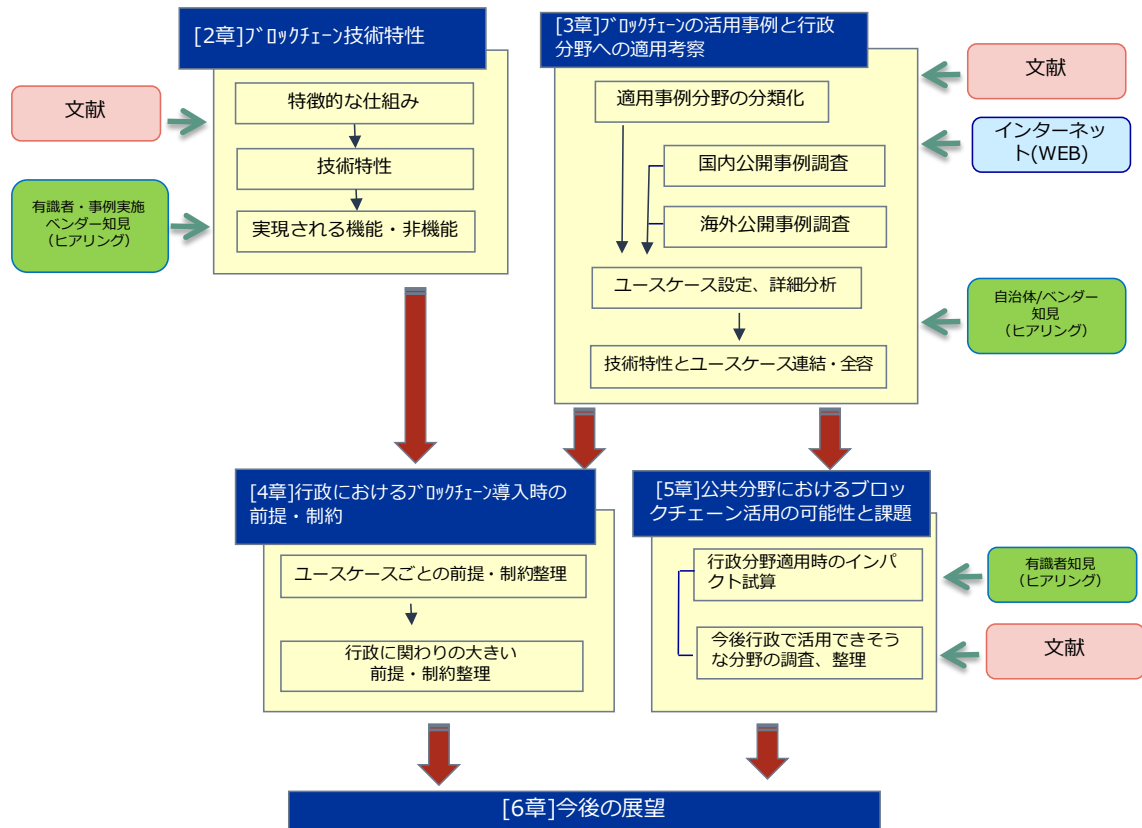 [2章]ﾌﾞﾛｯｸﾁｪｰﾝ技術特性
特徴的な仕組み
技術特性
実現される機能・非機能
文献
有識者・事例実施
ベンダー知見
(ヒアリング)
[3章]ﾌﾞﾛｯｸﾁｪｰﾝの活用事例と行政
分野への適用考察
適用事例分野の分類化
国内公開事例調査
海外公開事例調査
ユースケース設定、詳細分析
技術特性とユースケース連結・全容
文献
インターネッ
ト(WEB)
自治体/ベンダー
知見
(ヒアリング)
[4章]行政におけるﾌﾞﾛｯｸﾁｪｰﾝ導入時の
前提・制約
ユースケースごとの前提・制約整理
行政に関わりの大きい
前提・制約整理
[5章]公共分野におけるブロッ
クチェーン活用の可能性と課題
行政分野適用時のインパ
クト試算
今後行政で活用できそう
な分野の調査、整理
有識者知見
(ヒアリング)
文献
[6章]今後の展望